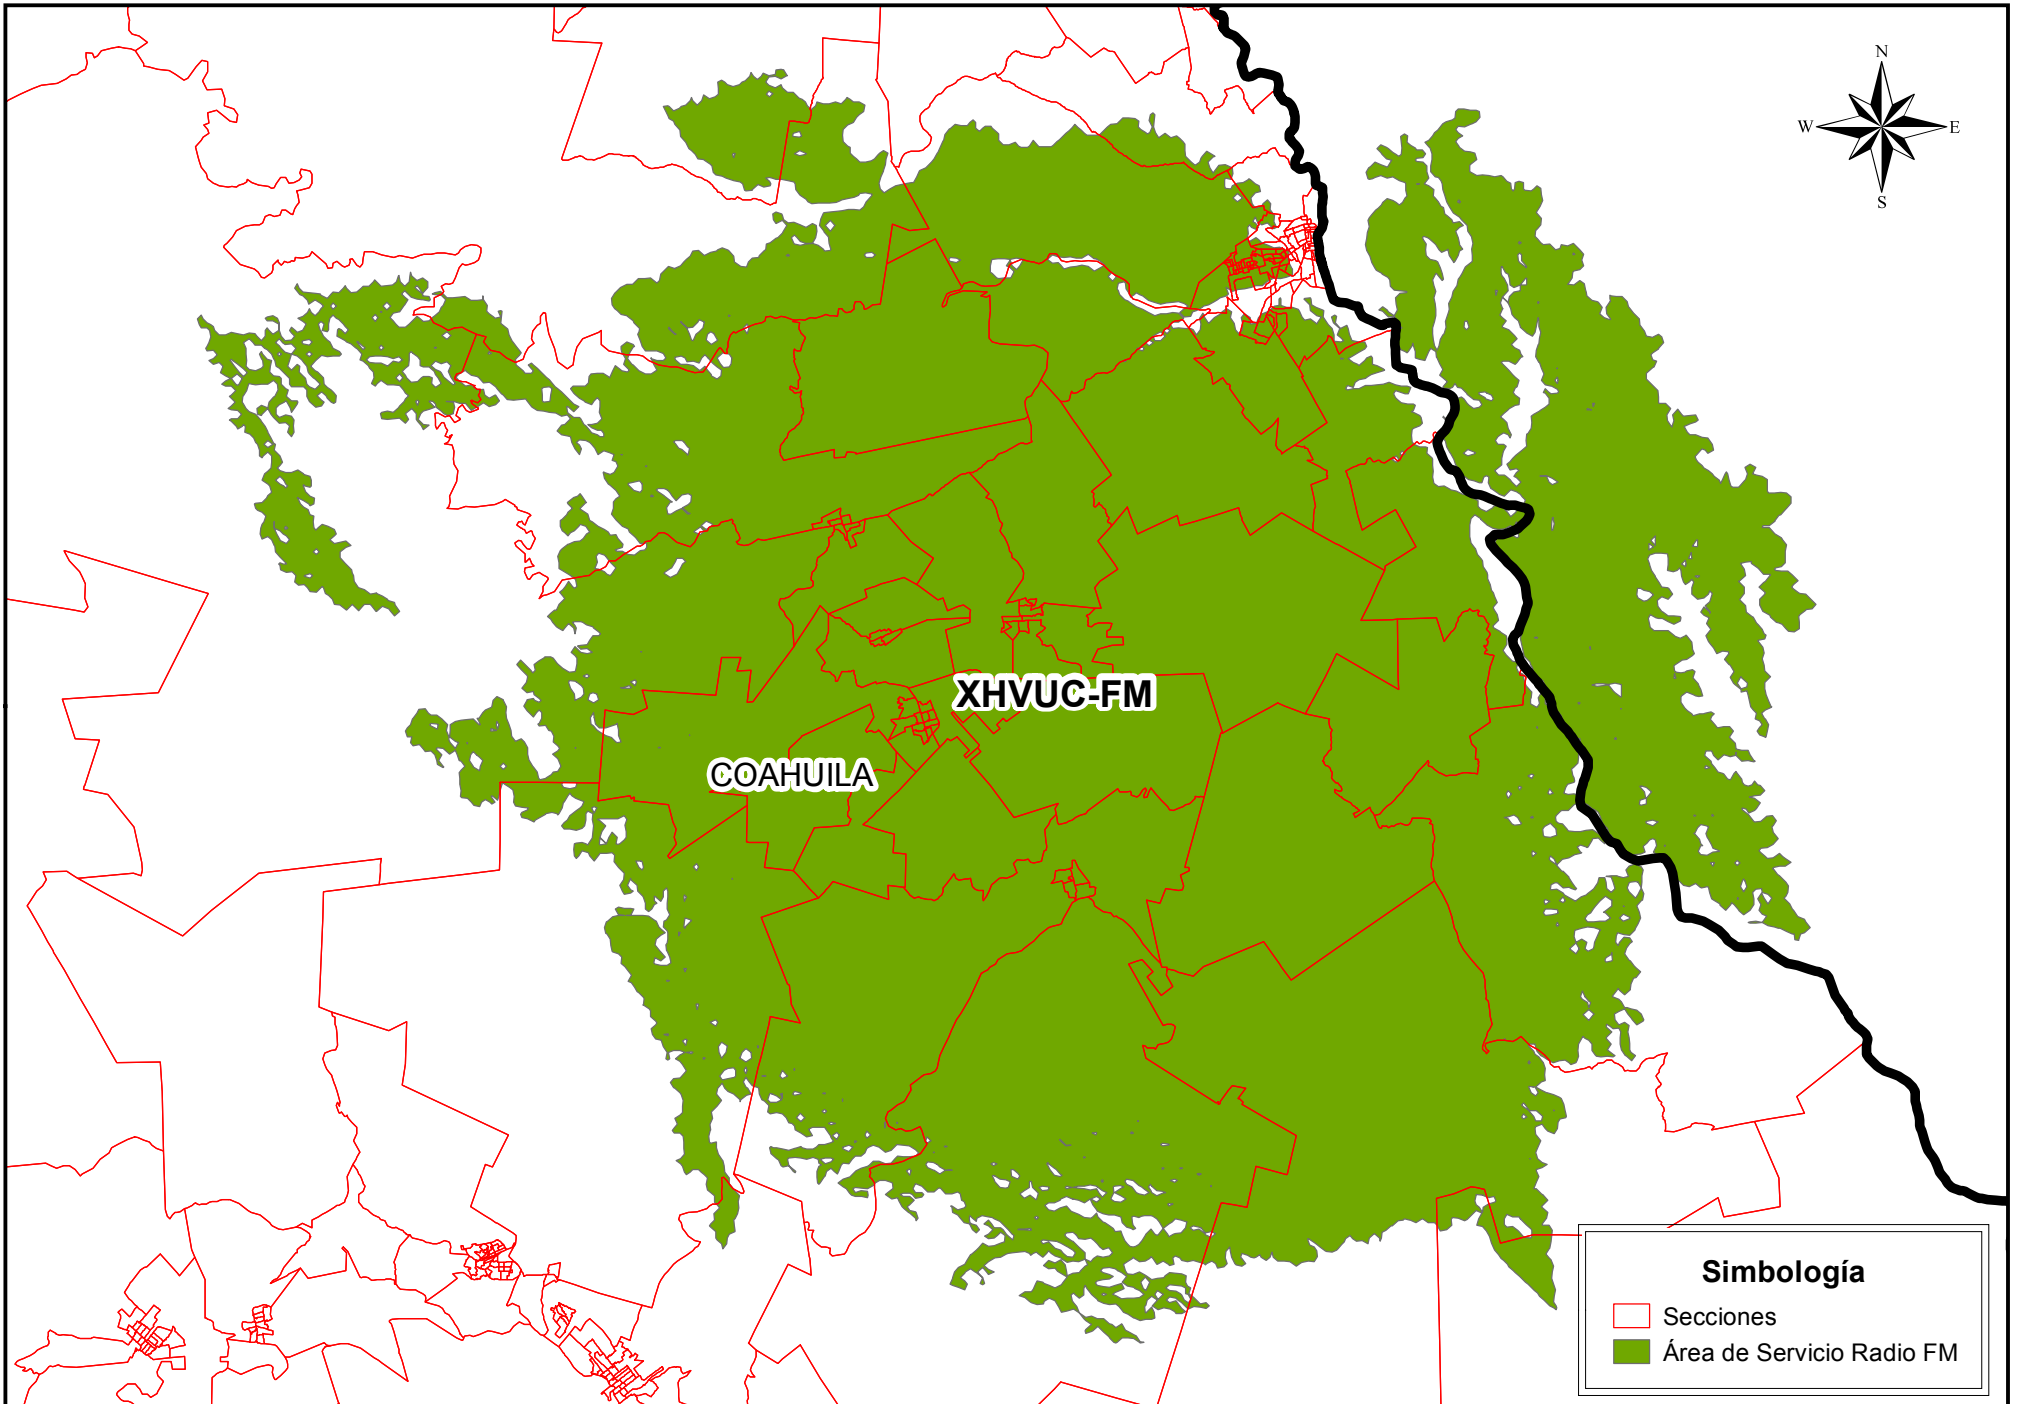 N
W E
S
XHVUC-FM
COAHUILA
Simbología
Secciones
Área de Servicio Radio FM